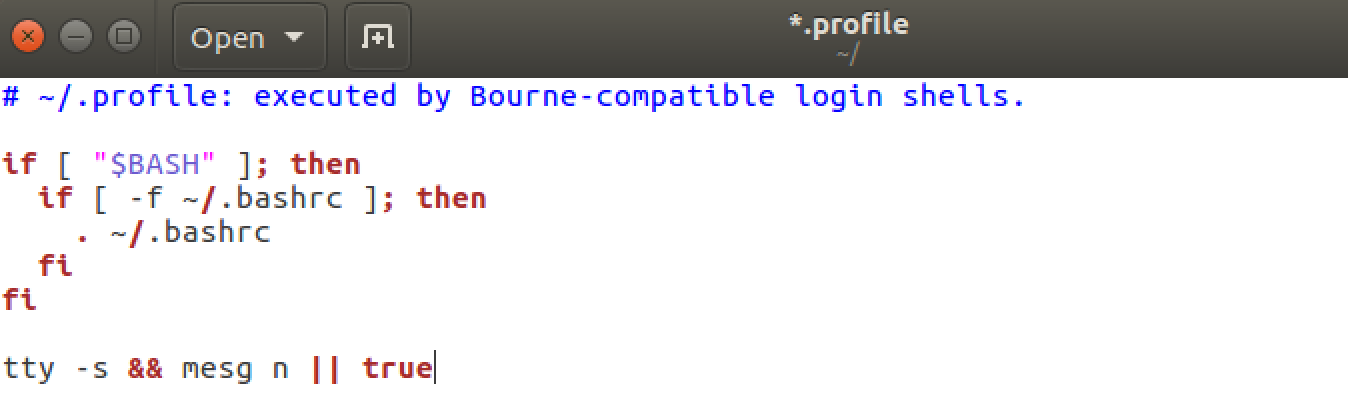 Open
*.profile
~/
# ~/.profile: executed by Bourne-compatible login shells.
if [ "$BASH" ]; then
  if [ -f ~/.bashrc ]; then
    . ~/.bashrc
  fi
fi
tty -s && mesg n || true